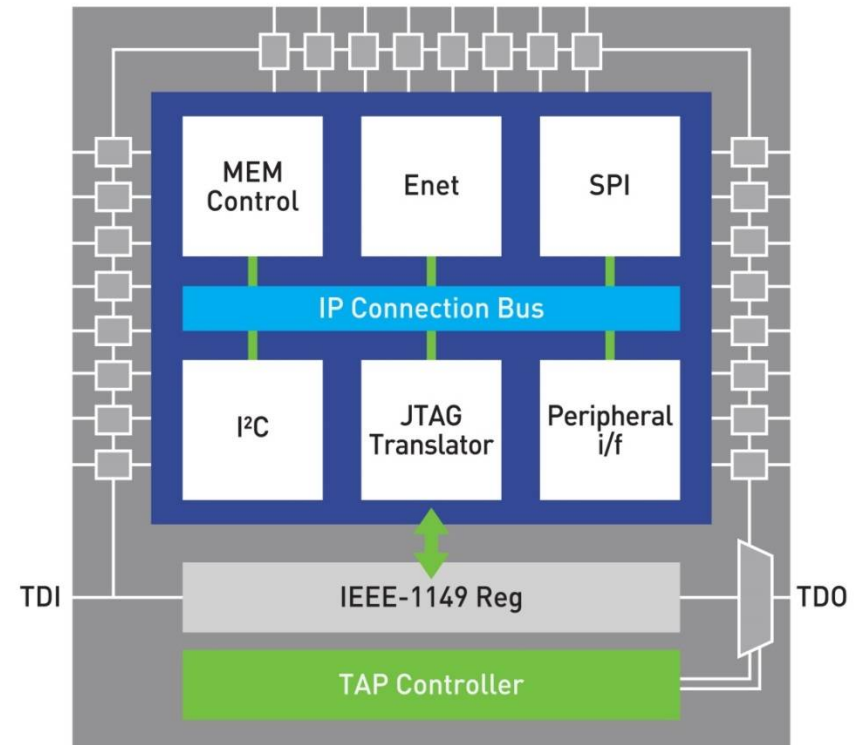 MEM
Control
Enet
SPI
IP Connection Bus
I²C
JTAG
Translator
Peripheral
i/f
TDI
IEEE-1149 Reg
TDO
TAP Controller